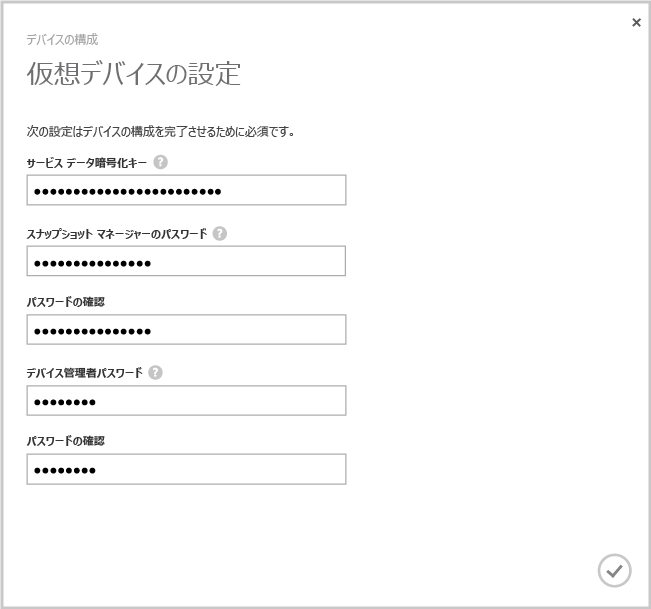 デバイスの構成
仮想デバイスの設定
次の設定はデバイスの構成を完了させるために必須です。
サービス データ暗号化キー ?
●●●●●●●●●●●●●●●●●●●●●●●●
スナップショット マネージャーのパスワード ?
●●●●●●●●●●●●●●●
パスワードの確認
●●●●●●●●●●●●●●●
デバイス管理者パスワード ?
●●●●●●●●
パスワードの確認
●●●●●●●●